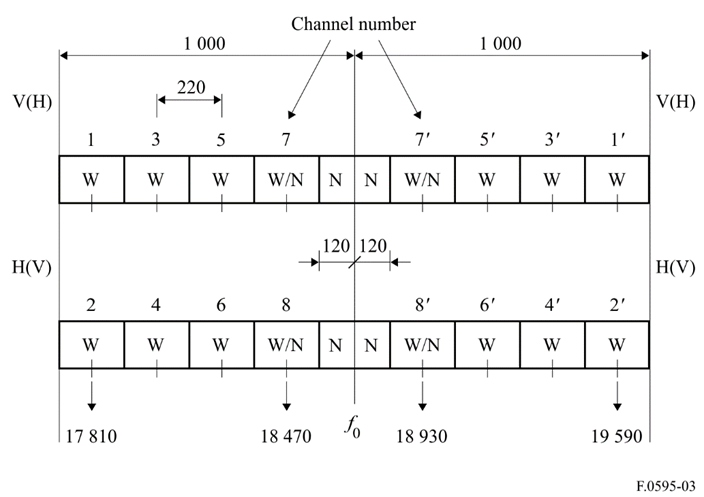 Channel number
1 000 1 000
220
V(H) V(H)
1 3 5 7 7′ 5′ 3′ 1′
W W W W/N N N W/N W W W
120 120
H(V) H(V)
2 4 6 8 8′ 6′ 4′ 2′
W W W W/N N N W/N W W W
17 810 18 470 f0 18 930 19 590
F.0595-03